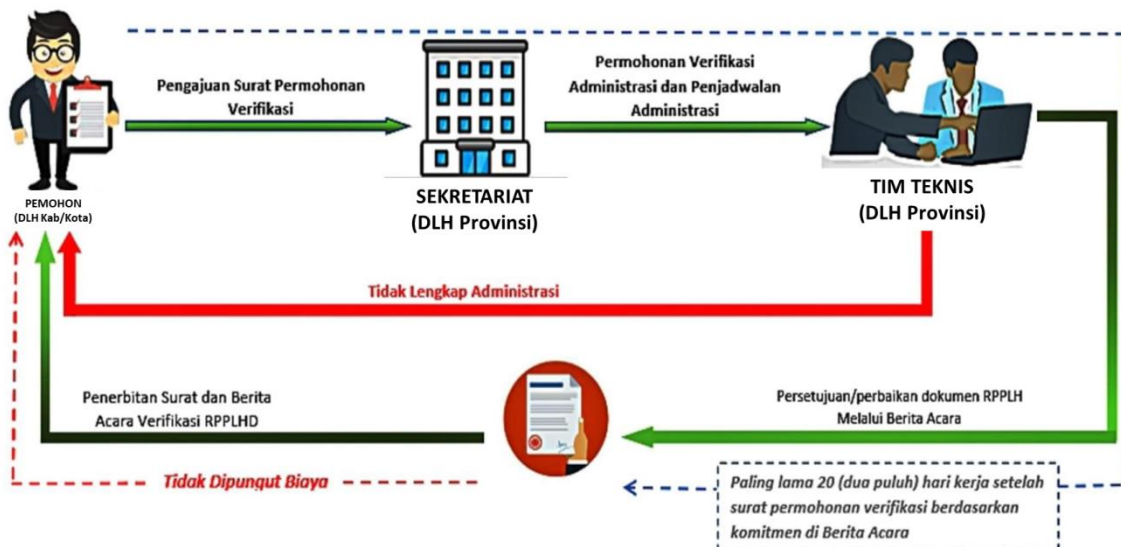 Pengajuan Surat Permohonan
Verifikasi
Permohonan Verifikasi
Administrasi dan Penjadwalan
Administrasi
PEMOHON
(DLH Kab/Kota)
SEKRETARIAT
(DLH Provinsi)
TIM TEKNIS
(DLH Provinsi)
Tidak Lengkap Administrasi
Penerbitan Surat dan Berita
Acara Verifikasi RPPLHD
Persetujuan/perbaikan dokumen RPPLH
Melalui Berita Acara
Tidak Dipungut Biaya
Paling lama 20 (dua puluh) hari kerja setelah
surat permohonan verifikasi berdasarkan
komitmen di Berita Acara